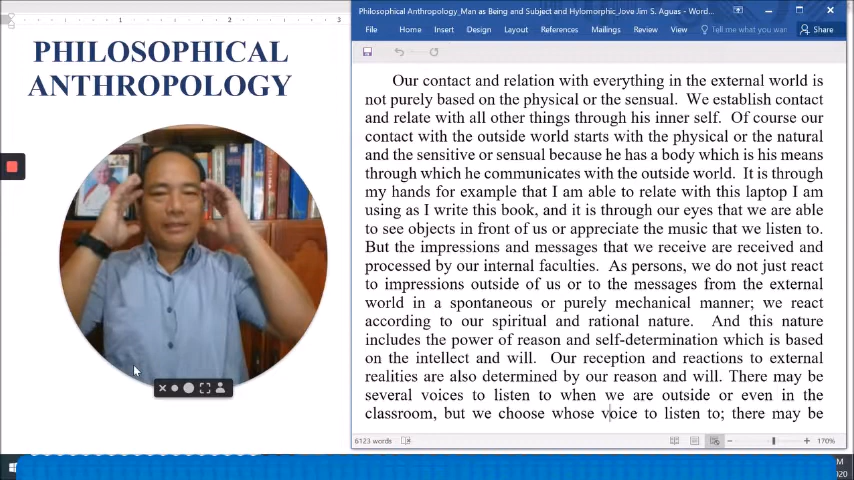 Philosophical Anthropology_Man as Being and Subject and Hylomorphic_Jove Jim S. Aguas - Word...
File Home Insert Design Layout References Mailings Review View Tell me what you wan Share
1 2 3
PHILOSOPHICAL
ANTHROPOLOGY
Our contact and relation with everything in the external world is
not purely based on the physical or the sensual. We establish contact
and relate with all other things through his inner self. Of course our
contact with the outside world starts with the physical or the natural
and the sensitive or sensual because he has a body which is his means
through which he communicates with the outside world. It is through
my hands for example that I am able to relate with this laptop I am
using as I write this book, and it is through our eyes that we are able
to see objects in front of us or appreciate the music that we listen to.
But the impressions and messages that we receive are received and
processed by our internal faculties. As persons, we do not just react
to impressions outside of us or to the messages from the external
world in a spontaneous or purely mechanical manner; we react
according to our spiritual and rational nature. And this nature
includes the power of reason and self-determination which is based
on the intellect and will. Our reception and reactions to external
realities are also determined by our reason and will. There may be
several voices to listen to when we are outside or even in the
classroom, but we choose whose voice to listen to; there may be
6123 words 170%
M
020